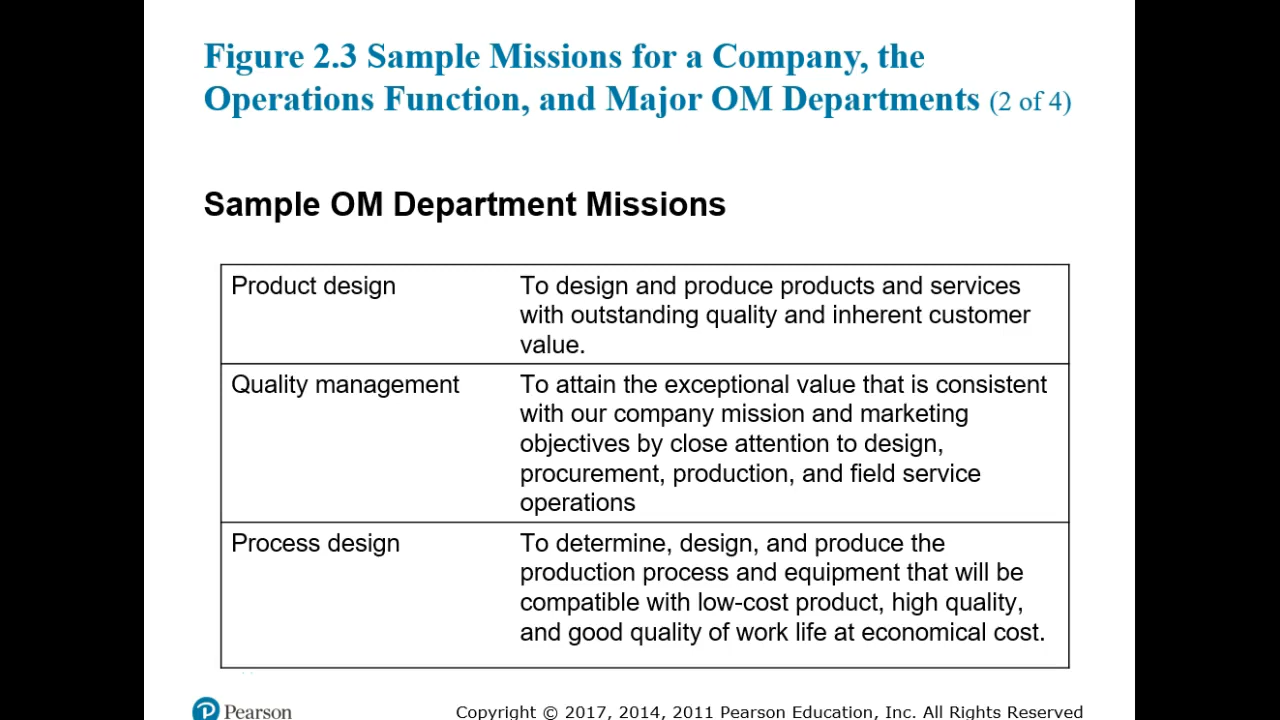 Figure 2.3 Sample Missions for a Company, the
Operations Function, and Major OM Departments (2 of 4)
Sample OM Department Missions
Product design
To design and produce products and services
with outstanding quality and inherent customer
value.
Quality management
To attain the exceptional value that is consistent
with our company mission and marketing
objectives by close attention to design,
procurement, production, and field service
operations
Process design
To determine, design, and produce the
production process and equipment that will be
compatible with low-cost product, high quality,
and good quality of work life at economical cost.
Pearson
Copyright © 2017, 2014, 2011 Pearson Education, Inc. All Rights Reserved